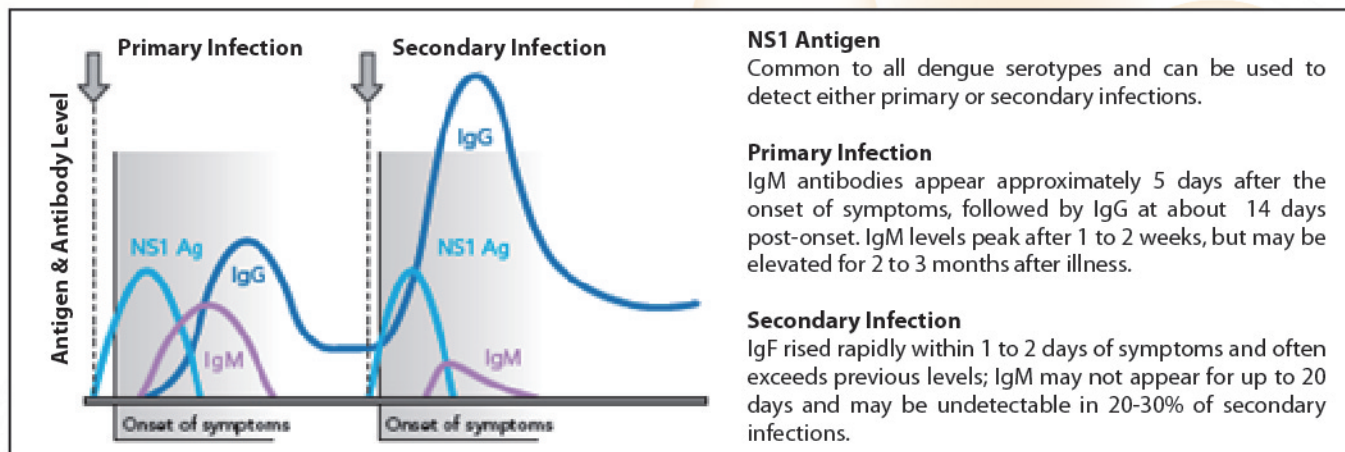 Primary Infection
Secondary Infection
Antigen & Antibody Level
NS1 Ag
IgG
IgM
IgG
NS1 Ag
IgM
Onset of symptoms
Onset of symptoms
NS1 Antigen
Common to all dengue serotypes and can be used to
detect either primary or secondary infections.
Primary Infection
IgM antibodies appear approximately 5 days after the
onset of symptoms, followed by IgG at about 14 days
post-onset. IgM levels peak after 1 to 2 weeks, but may be
elevated for 2 to 3 months after illness.
Secondary Infection
IgF rised rapidly within 1 to 2 days of symptoms and often
exceeds previous levels; IgM may not appear for up to 20
days and may be undetectable in 20-30% of secondary
infections.